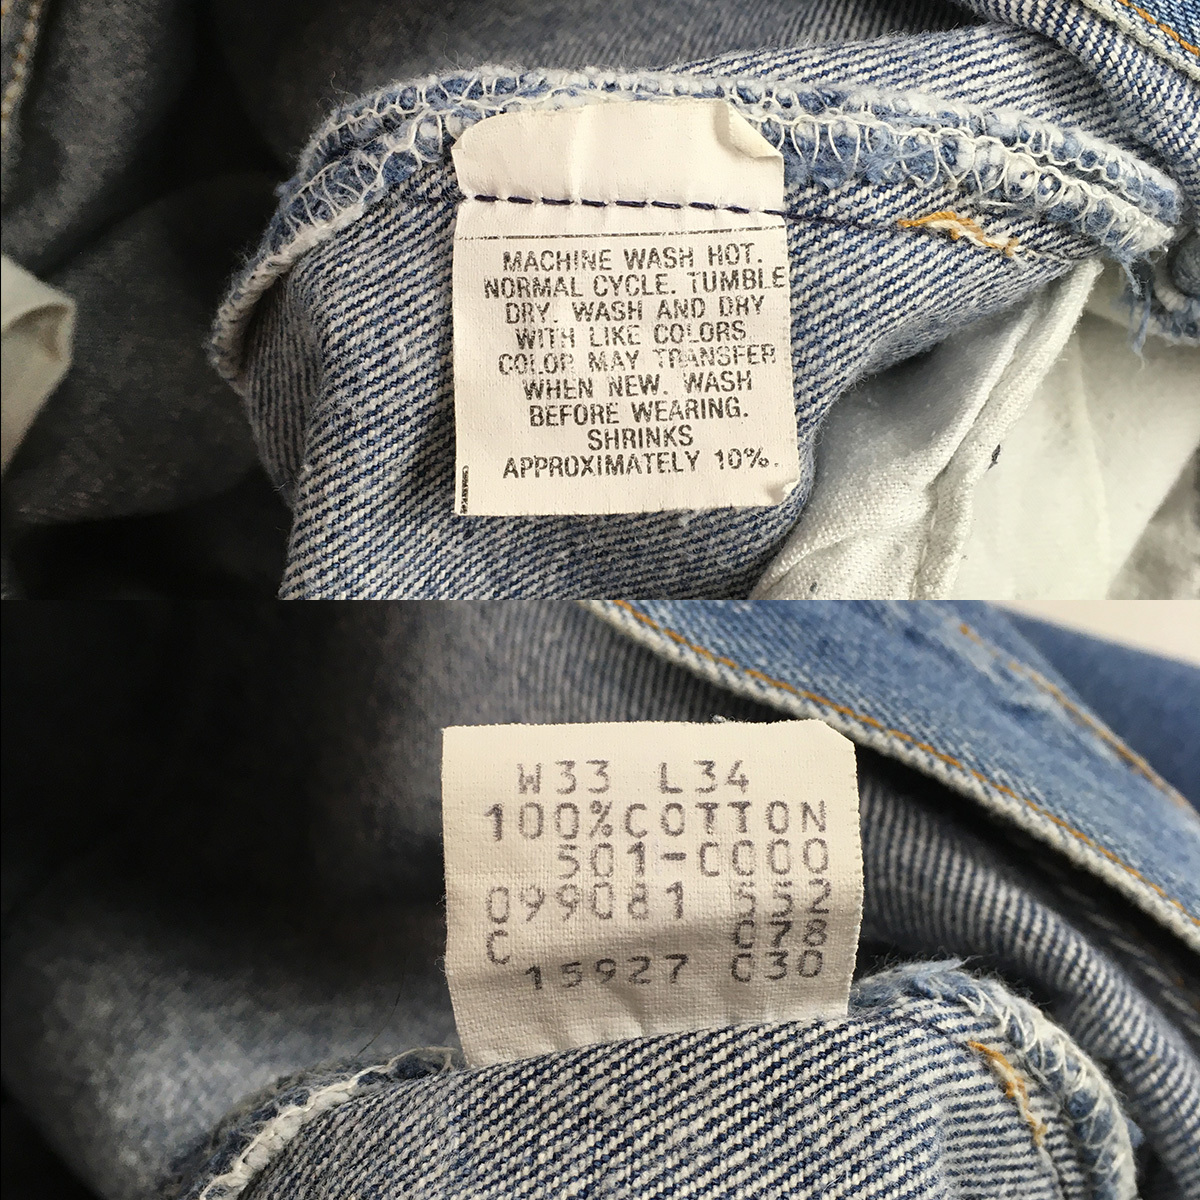 MACHINE WASH HOT.
NORMAL CYCLE. TUMBLE
DRY. WASH AND DRY
WITH LIKE COLORS
COLOR MAY TRANSFER
WHEN NEW. WASH
BEFORE WEARING.
SHRINKS
APPROXIMATELY 10%.
W33 L34
100%COTTON
501-0000
099081 552
C 078
15927 030